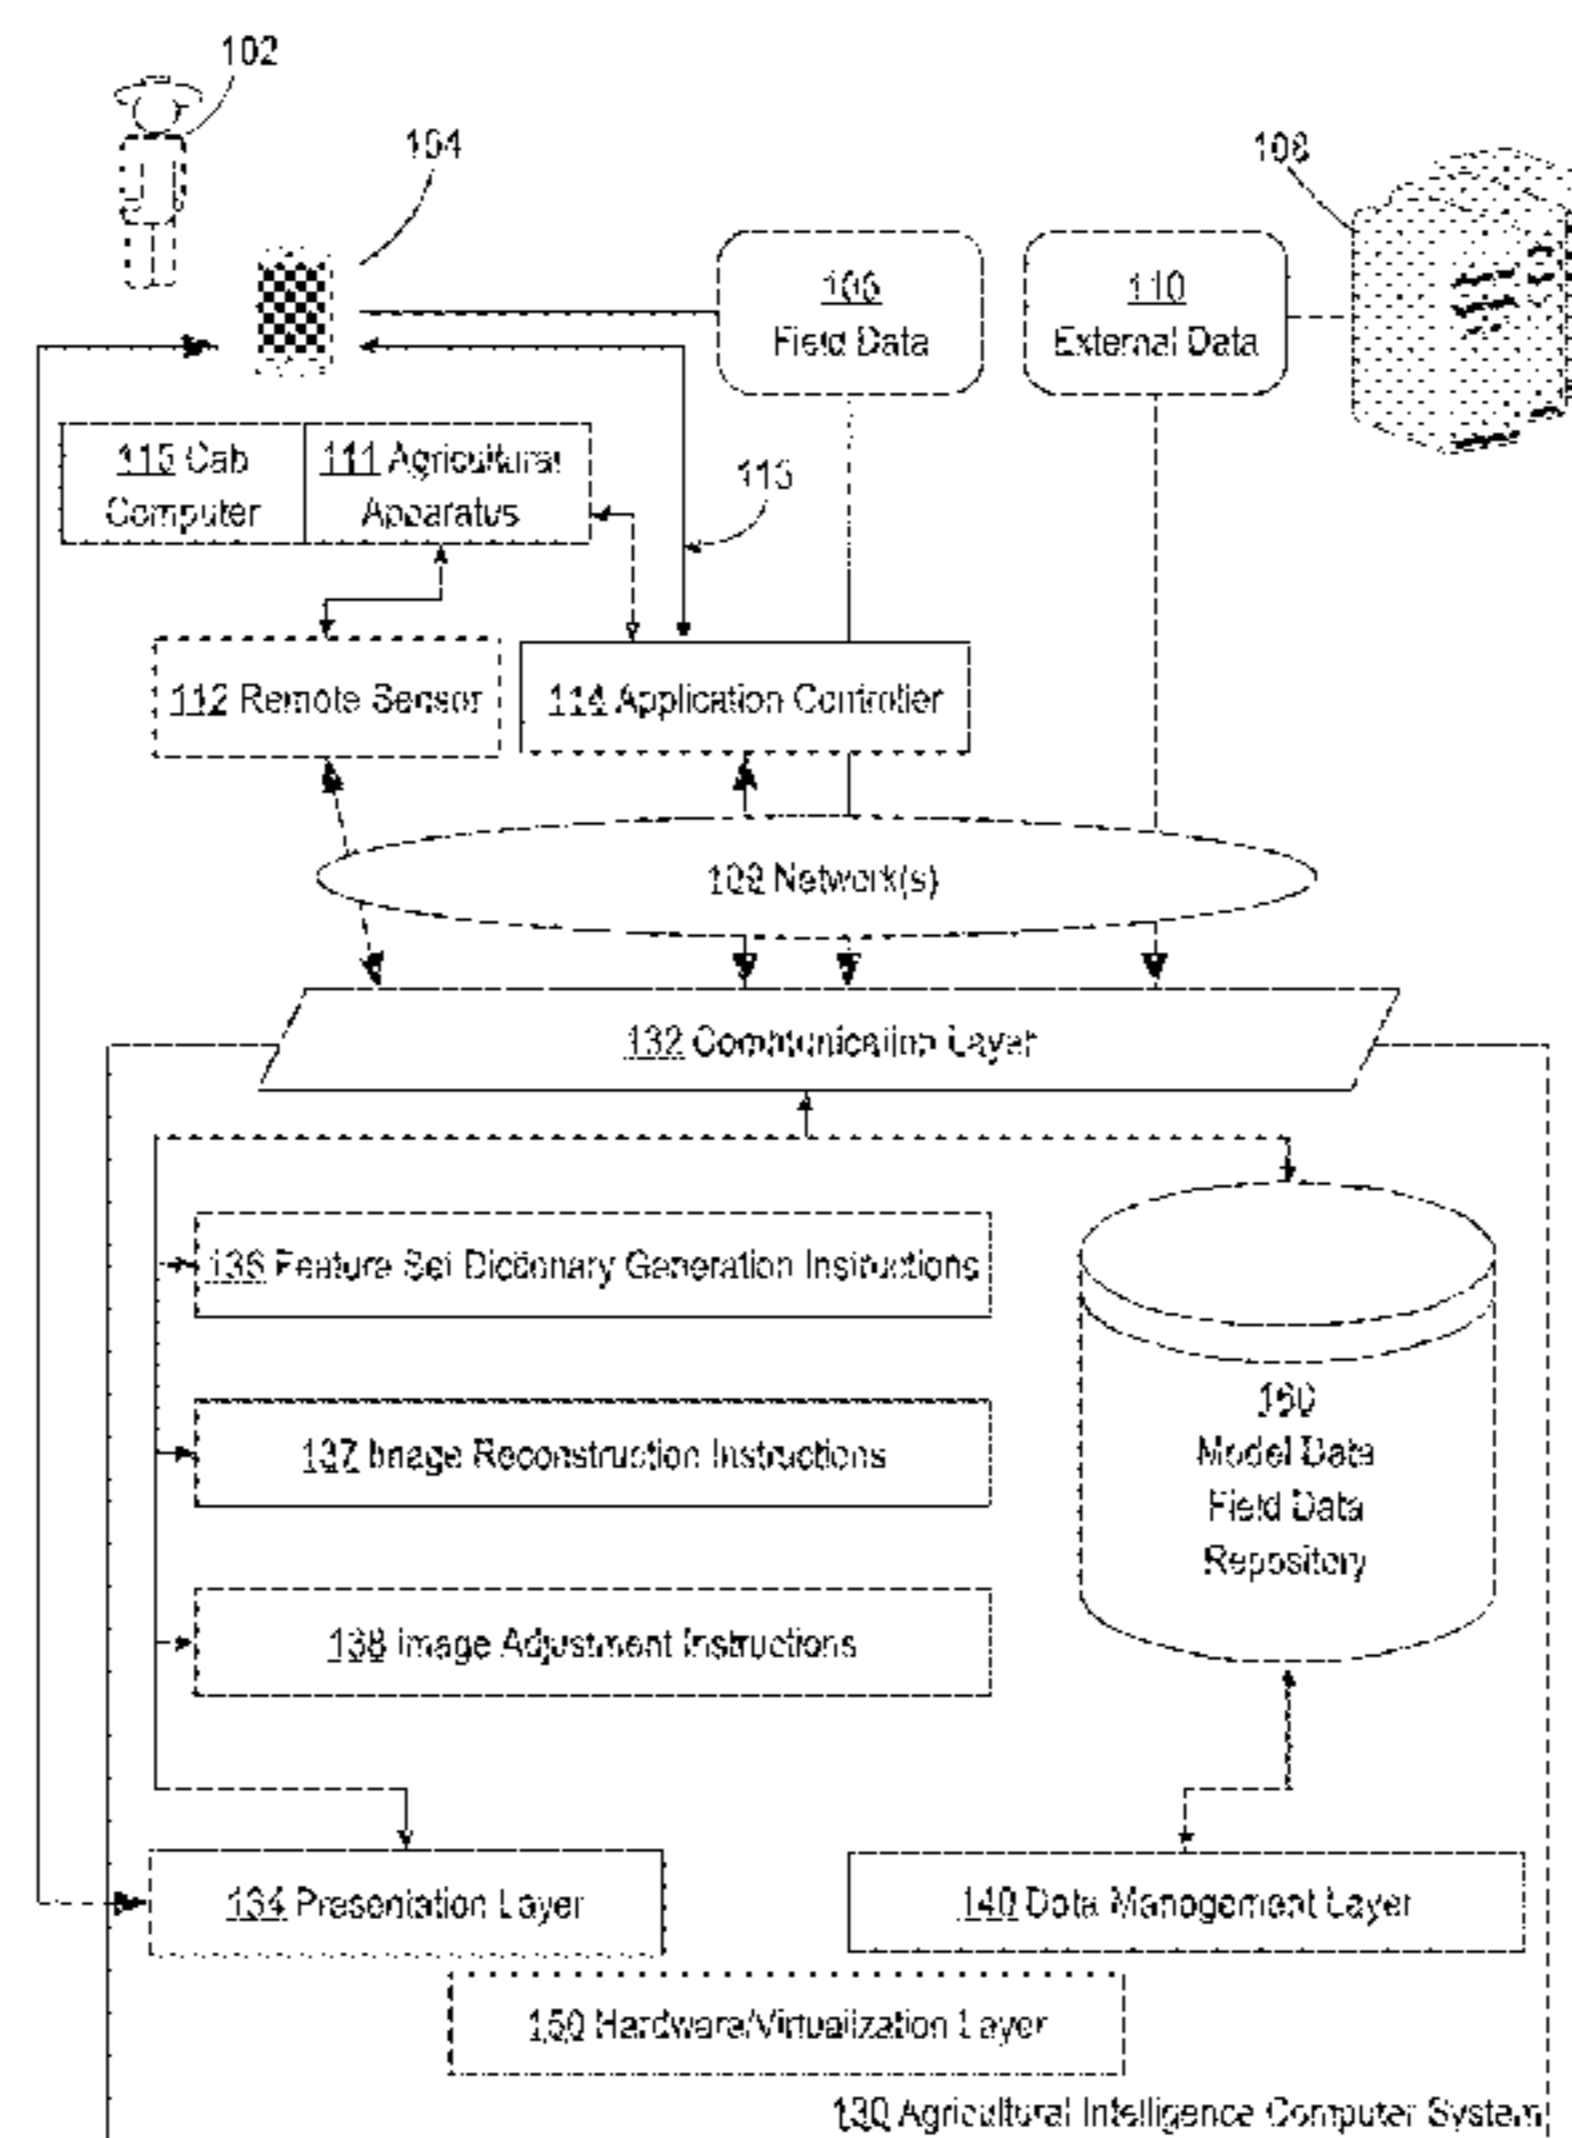 102
104
108
106
Field Data
110
External Data
115 Cab
Computer
111 Agricultural
Apparatus
112 Remote Sensor
114 Application Controller
109 Network(s)
132 Communication Layer
136 Feature Set Dictionary Generation Instructions
137 Image Reconstruction Instructions
138 Image Adjustment Instructions
160
Model Data
Field Data
Repository
134 Presentation Layer
140 Data Management Layer
150 Hardware/Virtualization Layer
130 Agricultural Intelligence Computer System